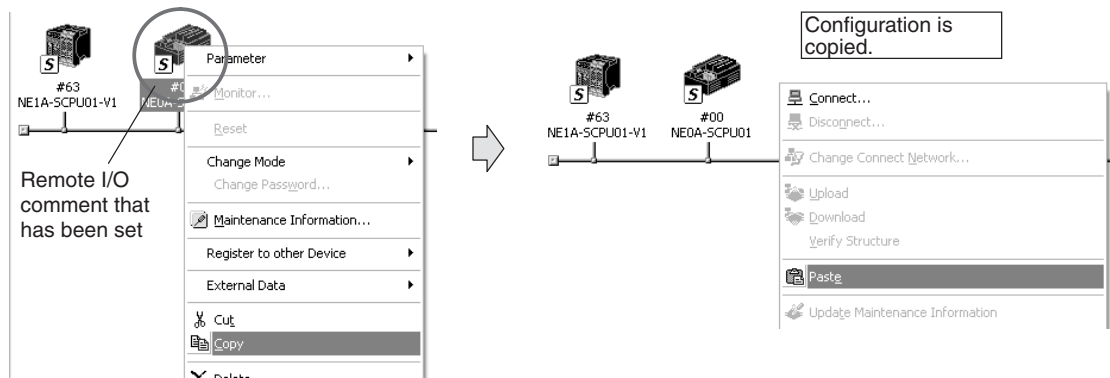 S
#63
NE1A-SCPU01-V1
S
Remote I/O
comment that
has been set
Parameter
Monitor...
Reset
Change Mode
Change Password...
Maintenance Information...
Register to other Device
External Data
Cut
Copy
Delete
Configuration is
copied.
S
#63
NE1A-SCPU01-V1
S
#00
NE0A-SCPU01
Connect...
Disconnect...
Change Connect Network...
Upload
Download
Verify Structure
Paste
Update Maintenance Information